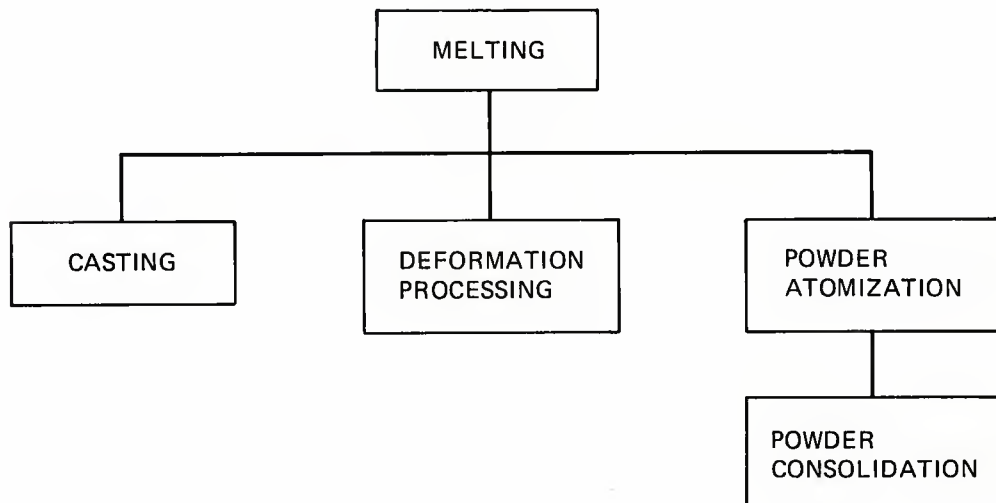 MELTING
CASTING
DEFORMATION
PROCESSING
POWDER
ATOMIZATION
POWDER
CONSOLIDATION